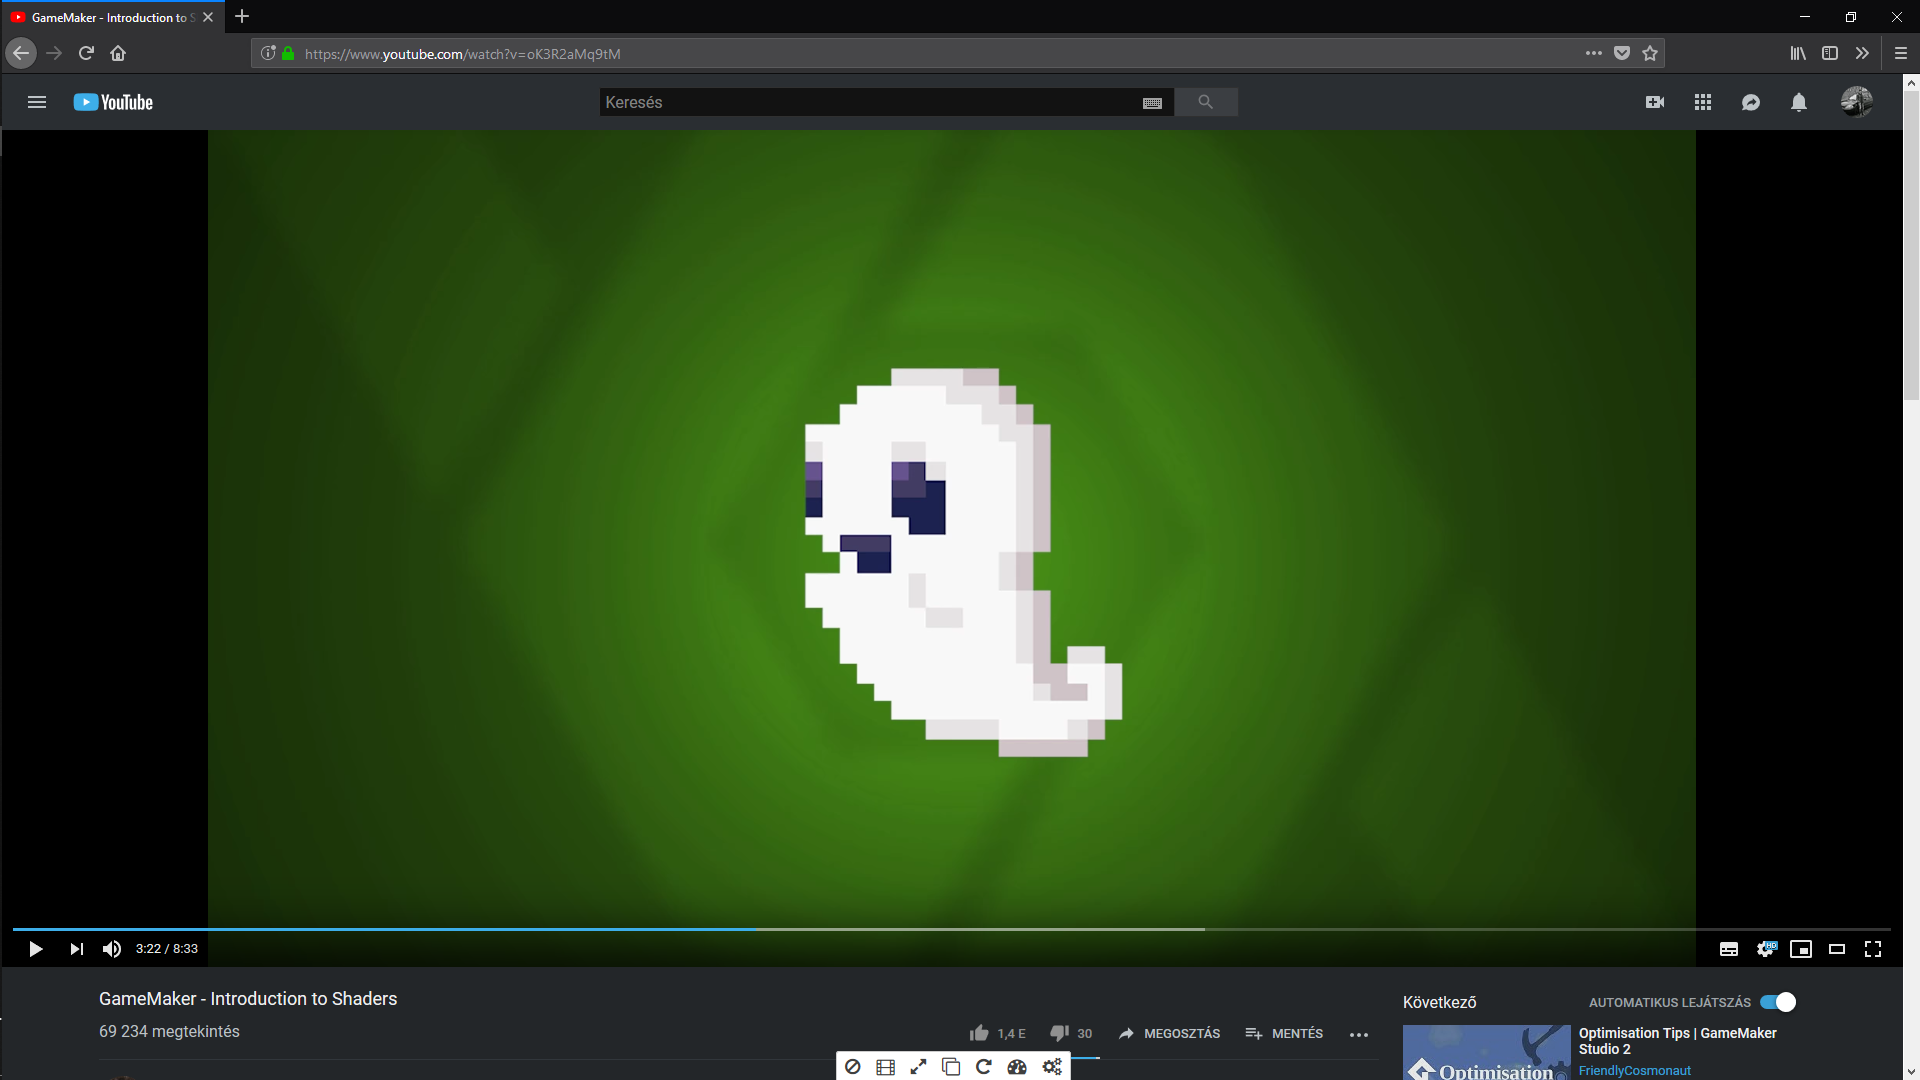 GameMaker - Introduction to S
https://www.youtube.com/watch?v=oK3R2aMq9tM
YouTube
Keresés
3:22 / 8:33
HD
GameMaker - Introduction to Shaders
69 234 megtekintés
1,4 E
30
MEGOSZTÁS
MENTÉS
Következő
AUTOMATIKUS LEJÁTSZÁS
Optimisation
Optimisation Tips | GameMaker
Studio 2
FriendlyCosmonaut